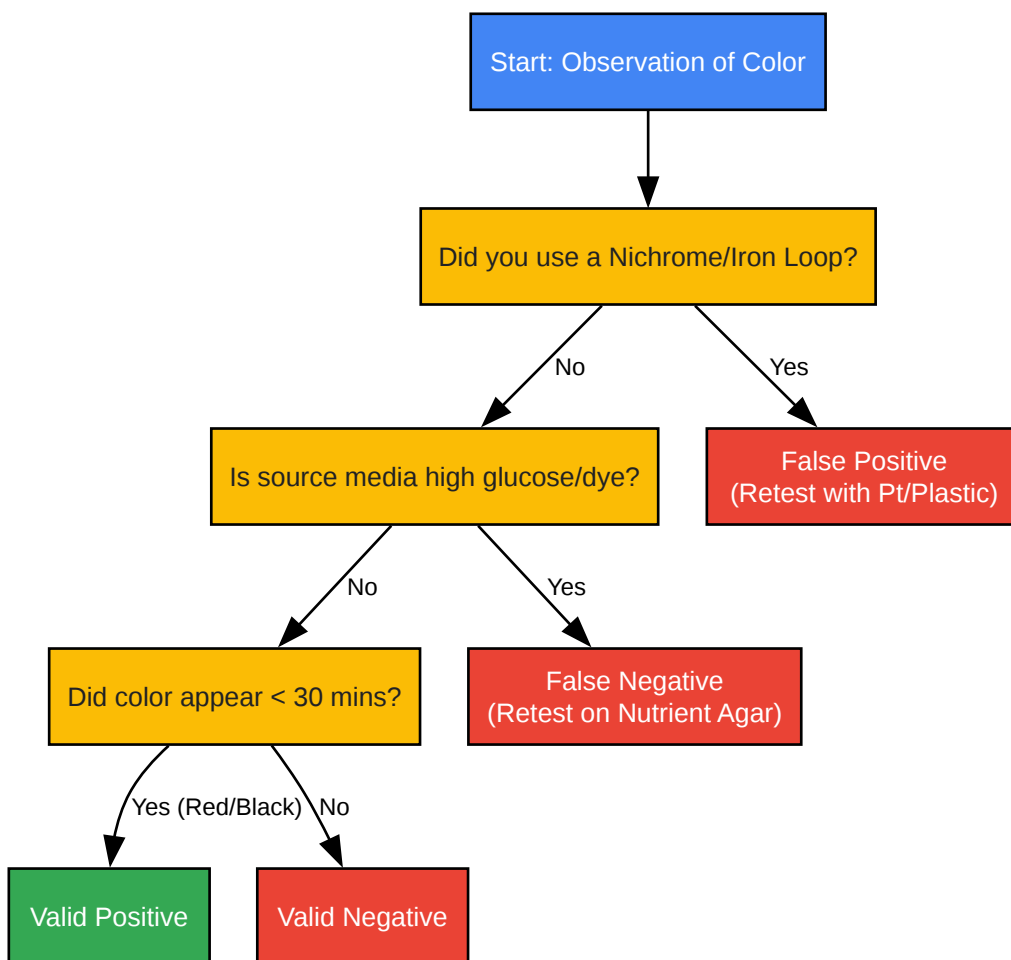 Start: Observation of Color
Did you use a Nichrome/Iron Loop?
No
Yes
Is source media high glucose/dye?
False Positive
(Retest with Pt/Plastic)
No
Yes
Did color appear < 30 mins?
False Negative
(Retest on Nutrient Agar)
Yes (Red/Black)
No
Valid Positive
Valid Negative